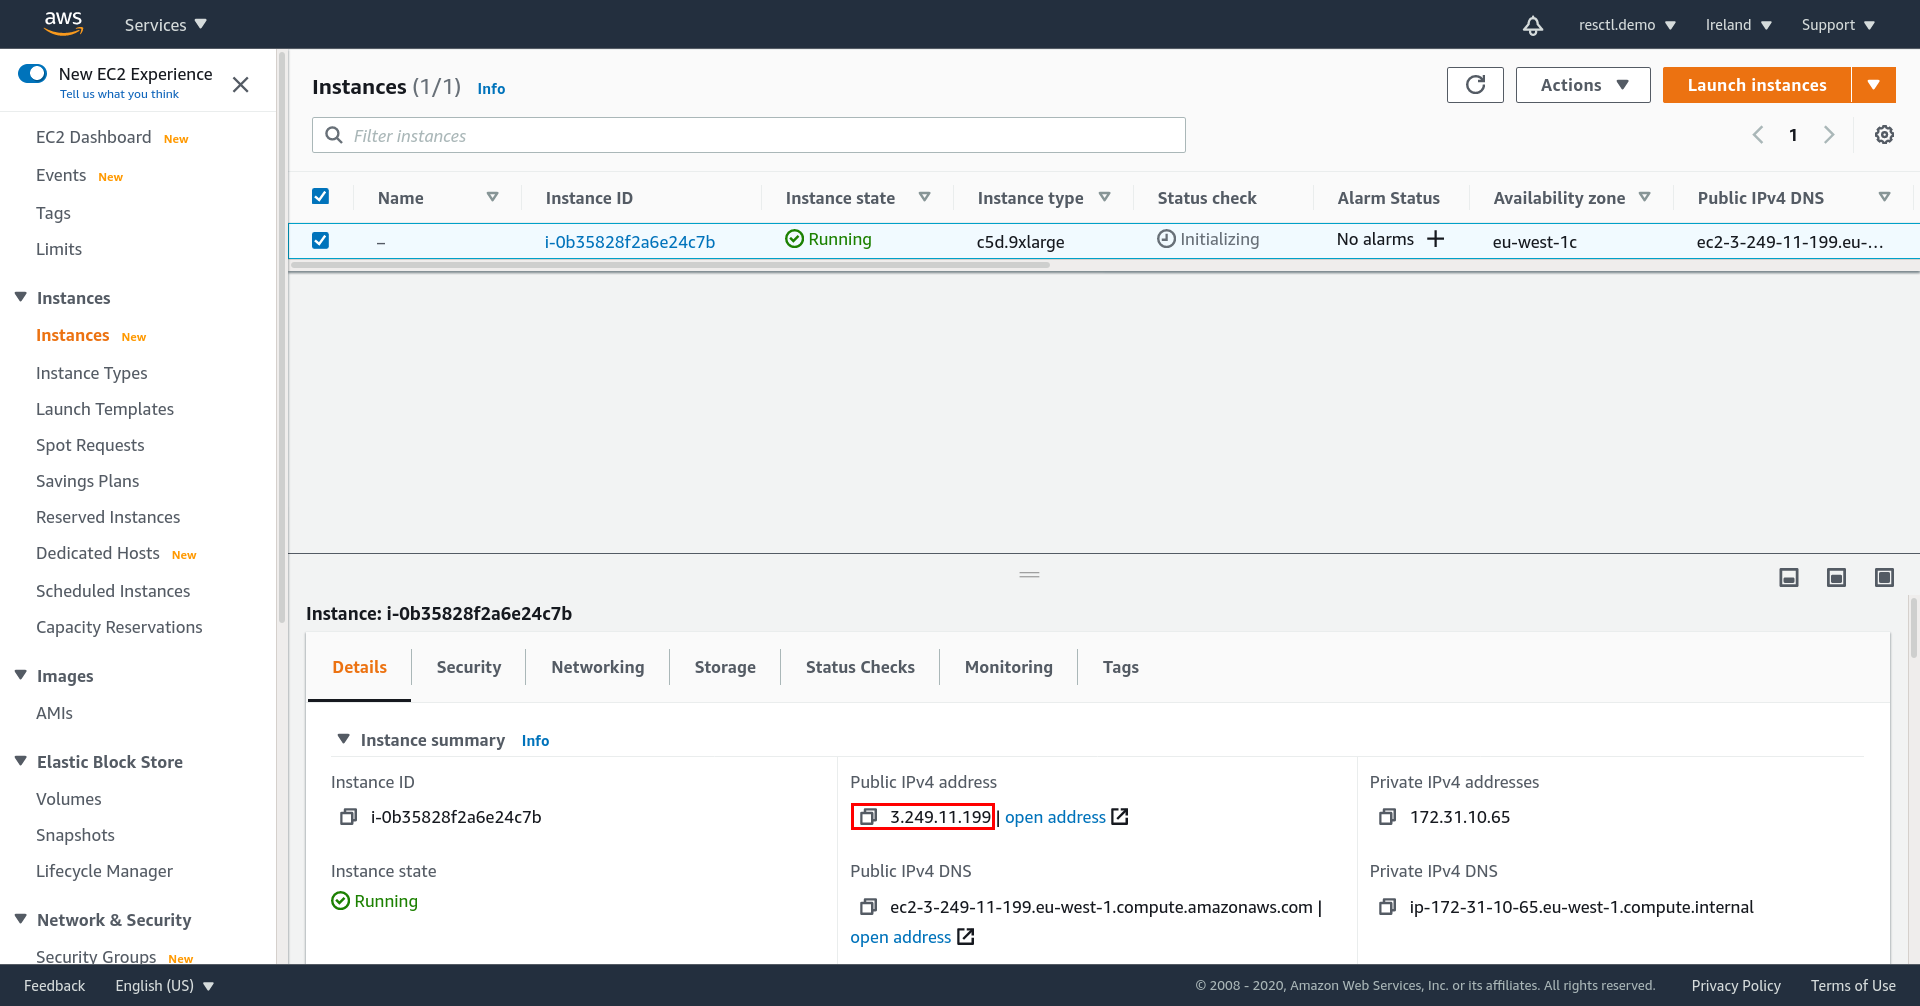 aws Services resctl.demo Ireland Support
New EC2 Experience
Tell us what you think
EC2 Dashboard New
Events New
Tags
Limits
Instances
Instances New
Instance Types
Launch Templates
Spot Requests
Savings Plans
Reserved Instances
Dedicated Hosts New
Scheduled Instances
Capacity Reservations
Images
AMIs
Elastic Block Store
Volumes
Snapshots
Lifecycle Manager
Network & Security
Security Groups New
Instances (1/1) Info
Actions Launch instances
Filter instances
1
Name Instance ID Instance state Instance type Status check Alarm Status Availability zone Public IPv4 DNS
– i-0b35828f2a6e24c7b Running c5d.9xlarge Initializing No alarms + eu-west-1c ec2-3-249-11-199.eu-...
Instance: i-0b35828f2a6e24c7b
Details Security Networking Storage Status Checks Monitoring Tags
Instance summary Info
Instance ID Public IPv4 address Private IPv4 addresses
i-0b35828f2a6e24c7b 3.249.11.199 | open address 172.31.10.65
Instance state Public IPv4 DNS Private IPv4 DNS
Running ec2-3-249-11-199.eu-west-1.compute.amazonaws.com | ip-172-31-10-65.eu-west-1.compute.internal
open address
Feedback English (US) © 2008 - 2020, Amazon Web Services, Inc. or its affiliates. All rights reserved. Privacy Policy Terms of Use